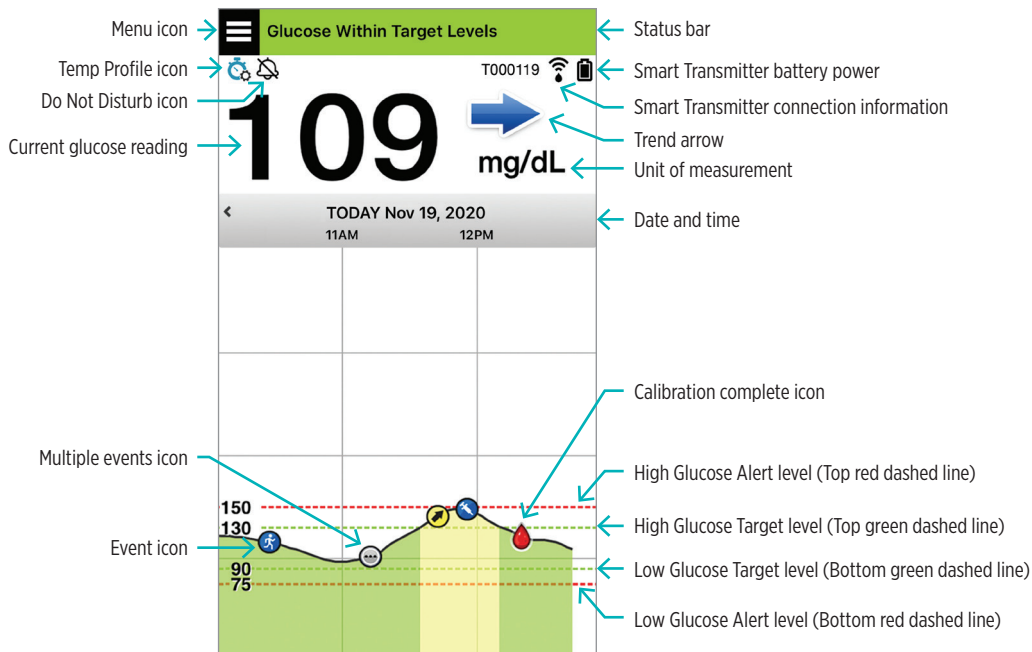 Menu icon
Glucose Within Target Levels
Status bar
Temp Profile icon
T000119
Smart Transmitter battery power
Do Not Disturb icon
Smart Transmitter connection information
Current glucose reading
109
Trend arrow
mg/dL
Unit of measurement
TODAY Nov 19, 2020
Date and time
11AM
12PM
Calibration complete icon
Multiple events icon
High Glucose Alert level (Top red dashed line)
150
130
High Glucose Target level (Top green dashed line)
Event icon
90
Low Glucose Target level (Bottom green dashed line)
75
Low Glucose Alert level (Bottom red dashed line)